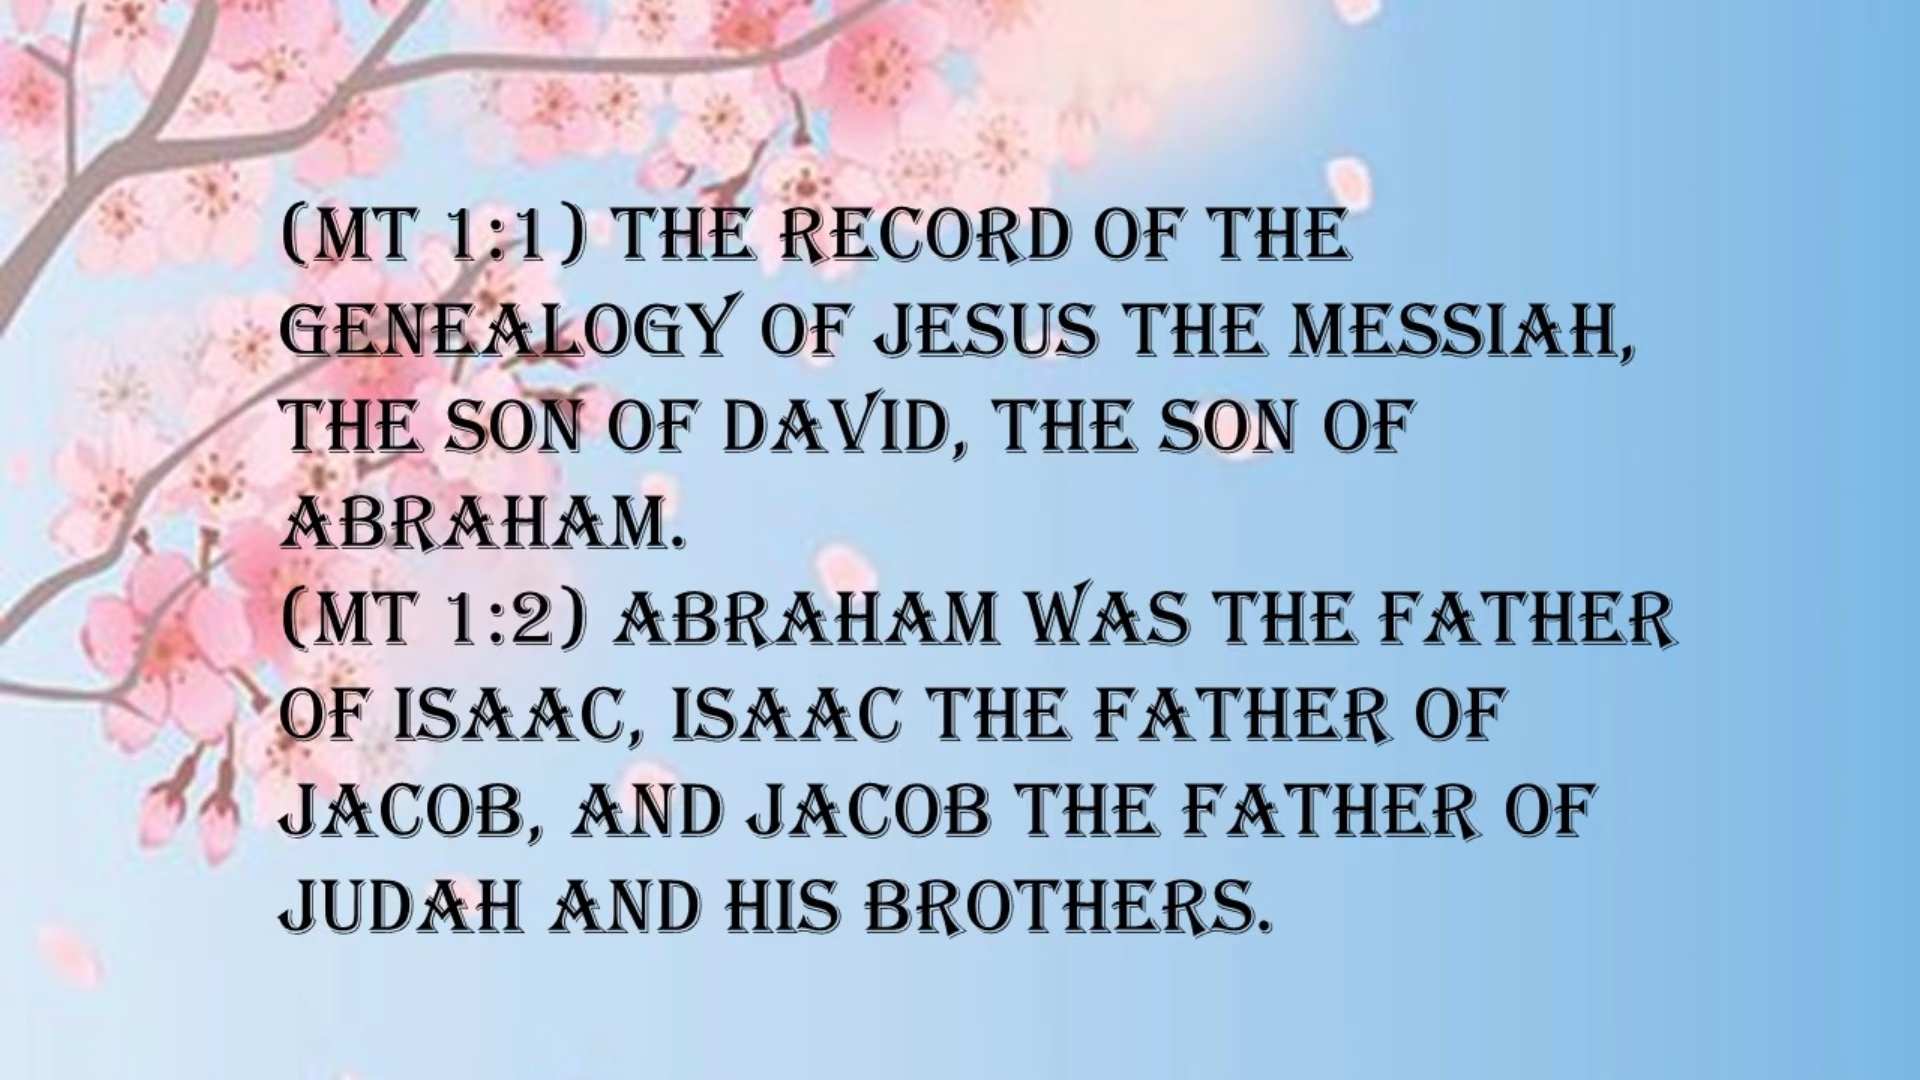 (MT 1:1) THE RECORD OF THE
GENEALOGY OF JESUS THE MESSIAH,
THE SON OF DAVID, THE SON OF
ABRAHAM.
(MT 1:2) ABRAHAM WAS THE FATHER
OF ISAAC, ISAAC THE FATHER OF
JACOB, AND JACOB THE FATHER OF
JUDAH AND HIS BROTHERS.